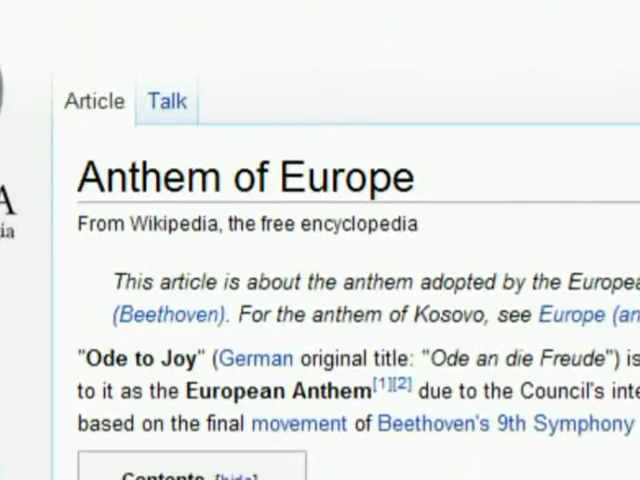 Article Talk
Anthem of Europe
A
ia
From Wikipedia, the free encyclopedia
This article is about the anthem adopted by the Europea
(Beethoven). For the anthem of Kosovo, see Europe (an
"Ode to Joy" (German original title: "Ode an die Freude") is
to it as the European Anthem[1][2] due to the Council's inte
based on the final movement of Beethoven's 9th Symphony
Contents [hide]